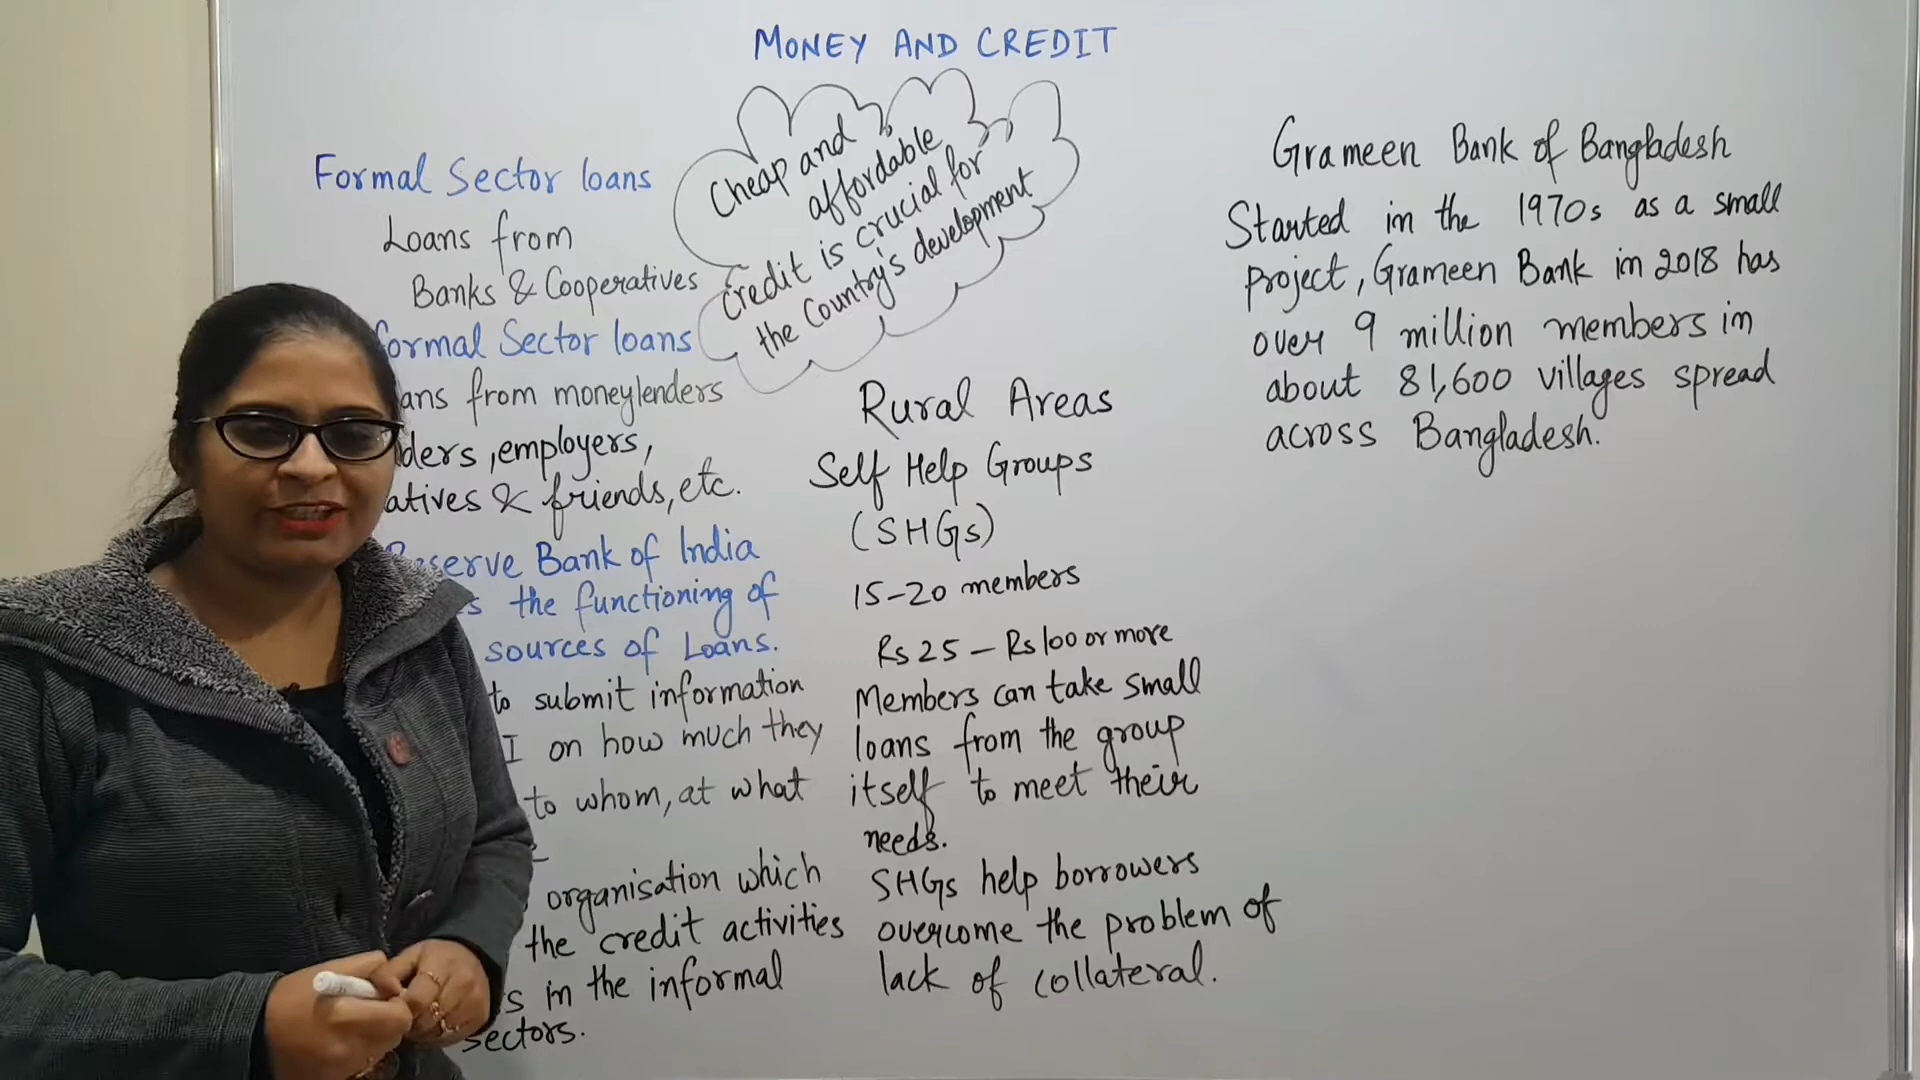 MONEY AND CREDIT
Formal Sector loans
Loans from
Banks & Cooperatives
Sector loans
from moneylenders
, employers,
& friends, etc.
Bank of India
the functioning of
sources of Loans.
to submit information
I on how much they
to whom, at what
organisation which
the credit activities
in the informal
sectors.
Cheap and
affordable
credit is crucial for
the Country's development
Rural Areas
Self Help Groups
(SHGs)
15-20 members
Rs 25 - Rs 100 or more
Members can take small
loans from the group
itself to meet their
needs.
SHGs help borrowers
overcome the problem of
lack of collateral.
Grameen Bank of Bangladesh
Started in the 1970s as a small
project, Grameen Bank in 2018 has
over 9 million members in
about 81,600 villages spread
across Bangladesh.